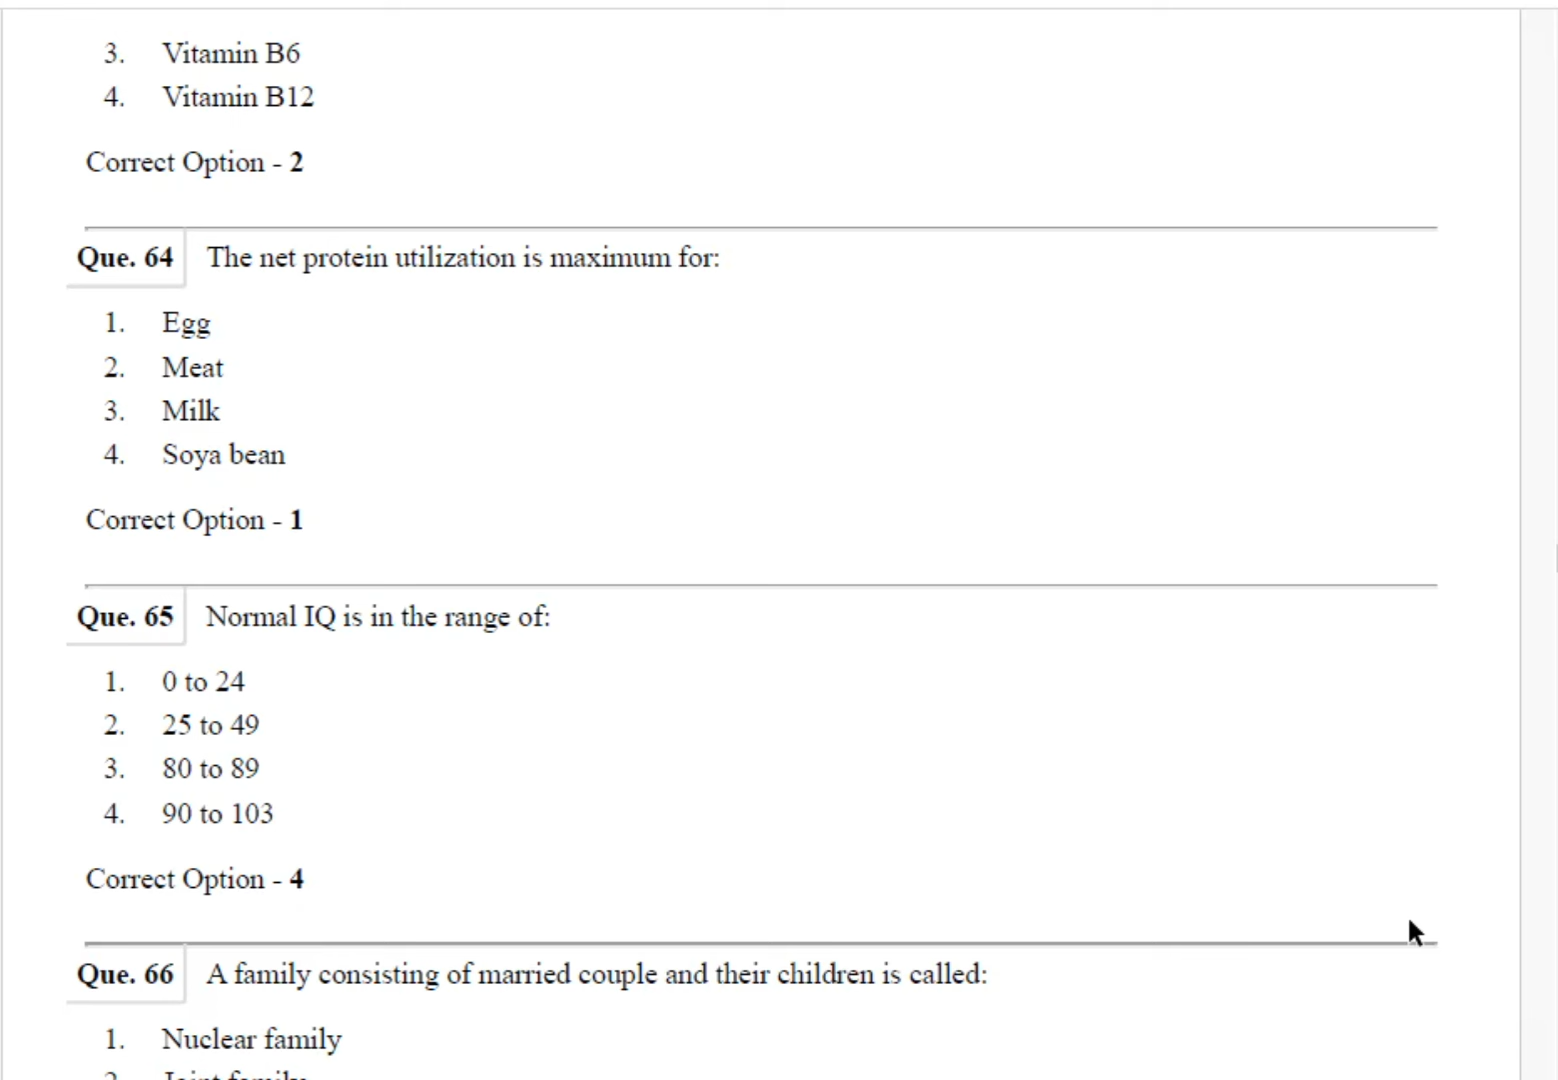 3. Vitamin B6
4. Vitamin B12
Correct Option - 2
Que. 64 The net protein utilization is maximum for:
1. Egg
2. Meat
3. Milk
4. Soya bean
Correct Option - 1
Que. 65 Normal IQ is in the range of:
1. 0 to 24
2. 25 to 49
3. 80 to 89
4. 90 to 103
Correct Option - 4
Que. 66 A family consisting of married couple and their children is called:
1. Nuclear family
2. Joint family